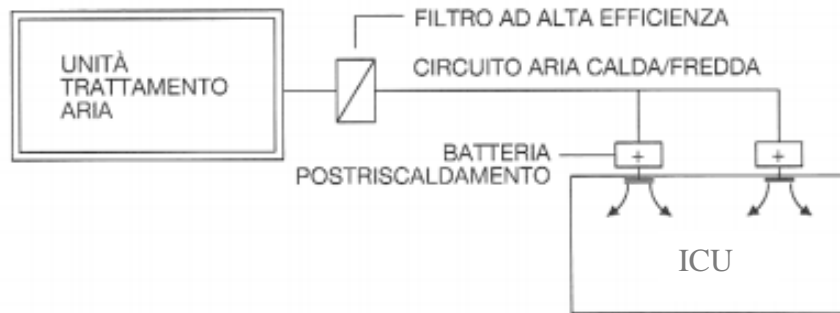 FILTRO AD ALTA EFFICIENZA
UNITÀ
TRATTAMENTO
ARIA
CIRCUITO ARIA CALDA/FREDDA
BATTERIA
POSTRISCALDAMENTO
+
+
ICU